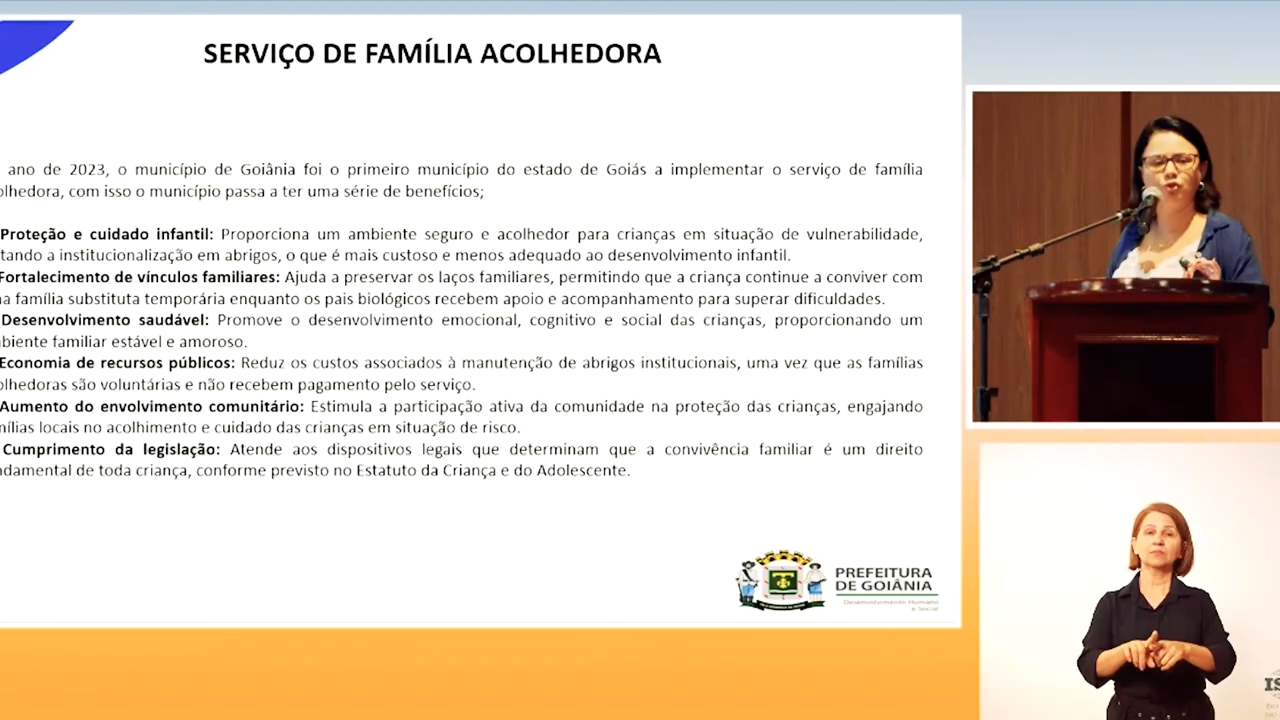 SERVIÇO DE FAMÍLIA ACOLHEDORA
ano de 2023, o município de Goiânia foi o primeiro município do estado de Goiás a implementar o serviço de família
olhedora, com isso o município passa a ter uma série de benefícios;
Proteção e cuidado infantil: Proporciona um ambiente seguro e acolhedor para crianças em situação de vulnerabilidade,
tando a institucionalização em abrigos, o que é mais custoso e menos adequado ao desenvolvimento infantil.
Fortalecimento de vínculos familiares: Ajuda a preservar os laços familiares, permitindo que a criança continue a conviver com
a família substituta temporária enquanto os pais biológicos recebem apoio e acompanhamento para superar dificuldades.
Desenvolvimento saudável: Promove o desenvolvimento emocional, cognitivo e social das crianças, proporcionando um
biente familiar estável e amoroso.
Economia de recursos públicos: Reduz os custos associados à manutenção de abrigos institucionais, uma vez que as famílias
olhedoras são voluntárias e não recebem pagamento pelo serviço.
Aumento do envolvimento comunitário: Estimula a participação ativa da comunidade na proteção das crianças, engajando
mílias locais no acolhimento e cuidado das crianças em situação de risco.
Cumprimento da legislação: Atende aos dispositivos legais que determinam que a convivência familiar é um direito
ndamental de toda criança, conforme previsto no Estatuto da Criança e do Adolescente.
PREFEITURA
DE GOIÂNIA
Desenvolvimento Humano
e Social
IS